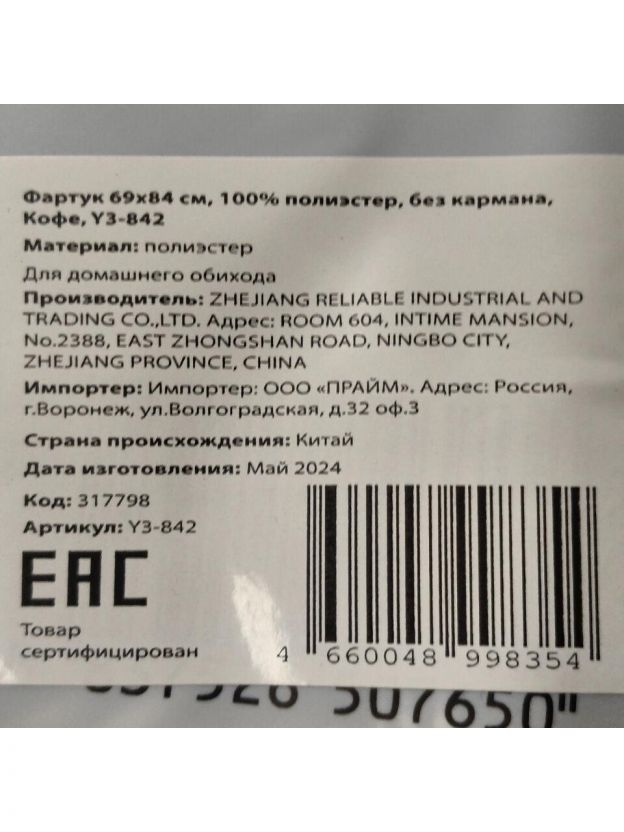 Фартук 69х84 см, 100% полиэстер, без кармана,
Кофе, Y3-842
Материал: полиэстер
Для домашнего обихода
Производитель: ZHEJIANG RELIABLE INDUSTRIAL AND
TRADING CO.,LTD. Адрес: ROOM 604, INTIME MANSION,
No.2388, EAST ZHONGSHAN ROAD, NINGBO CITY,
ZHEJIANG PROVINCE, CHINA
Импортер: Импортер: ООО «ПРАЙМ». Адрес: Россия,
г.Воронеж, ул.Волгоградская, д.32 оф.3
Страна происхождения: Китай
Дата изготовления: Май 2024
Код: 317798
Артикул: Y3-842
EAC
Товар
сертифицирован
4 660048 998354
507650"